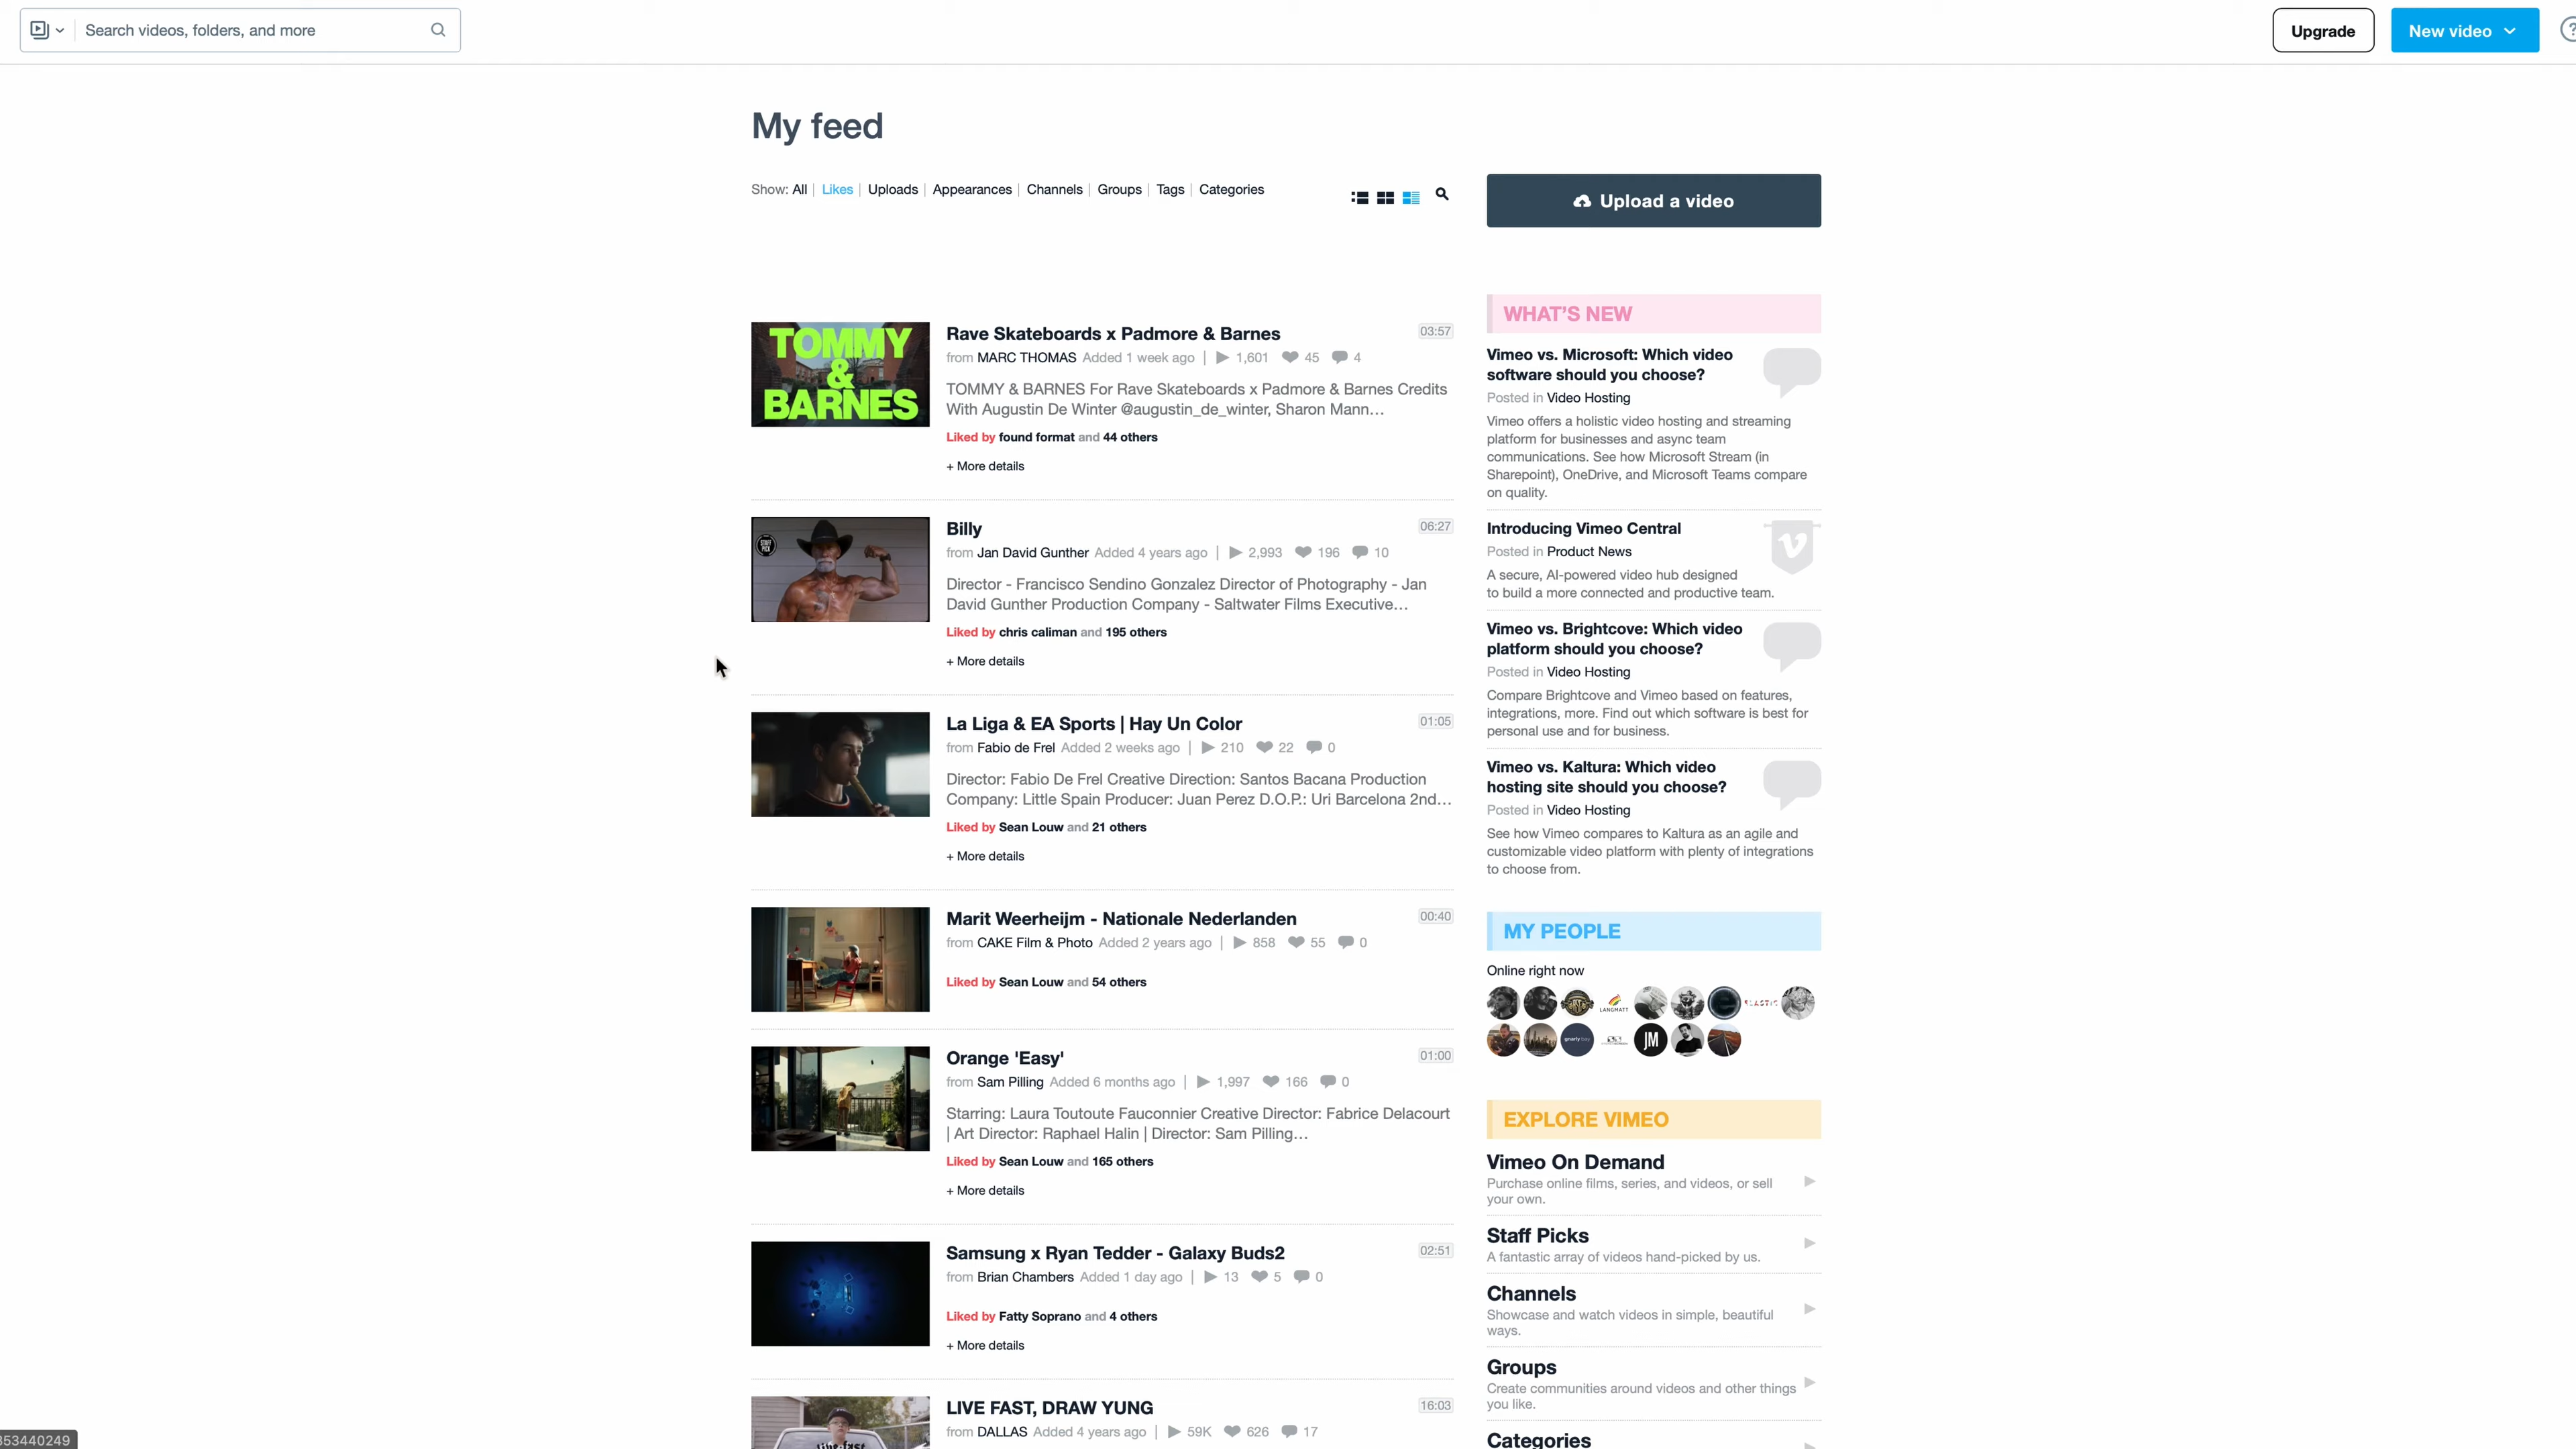 Search videos, folders, and more
Upgrade
New video
My feed
Show: All | Likes | Uploads | Appearances | Channels | Groups | Tags | Categories
Upload a video
TOMMY
&
BARNES
Rave Skateboards x Padmore & Barnes
03:57
from MARC THOMAS Added 1 week ago | 1,601 45 4
TOMMY & BARNES For Rave Skateboards x Padmore & Barnes Credits
With Augustin De Winter @augustin_de_winter, Sharon Mann...
Liked by found format and 44 others
+ More details
STAFF
PICK
Billy
06:27
from Jan David Gunther Added 4 years ago | 2,993 196 10
Director - Francisco Sendino Gonzalez Director of Photography - Jan
David Gunther Production Company - Saltwater Films Executive...
Liked by chris caliman and 195 others
+ More details
La Liga & EA Sports | Hay Un Color
01:05
from Fabio de Frel Added 2 weeks ago | 210 22 0
Director: Fabio De Frel Creative Direction: Santos Bacana Production
Company: Little Spain Producer: Juan Perez D.O.P.: Uri Barcelona 2nd...
Liked by Sean Louw and 21 others
+ More details
Marit Weerheijm - Nationale Nederlanden
00:40
from CAKE Film & Photo Added 2 years ago | 858 55 0
Liked by Sean Louw and 54 others
Orange 'Easy'
01:00
from Sam Pilling Added 6 months ago | 1,997 166 0
Starring: Laura Toutoute Fauconnier Creative Director: Fabrice Delacourt
| Art Director: Raphael Halin | Director: Sam Pilling...
Liked by Sean Louw and 165 others
+ More details
Samsung x Ryan Tedder - Galaxy Buds2
02:51
from Brian Chambers Added 1 day ago | 13 5 0
Liked by Fatty Soprano and 4 others
+ More details
LIVE FAST, DRAW YUNG
16:03
from DALLAS Added 4 years ago | 59K 626 17
live fast
353440249
WHAT'S NEW
Vimeo vs. Microsoft: Which video
software should you choose?
Posted in Video Hosting
Vimeo offers a holistic video hosting and streaming
platform for businesses and async team
communications. See how Microsoft Stream (in
Sharepoint), OneDrive, and Microsoft Teams compare
on quality.
Introducing Vimeo Central
Posted in Product News
A secure, AI-powered video hub designed
to build a more connected and productive team.
Vimeo vs. Brightcove: Which video
platform should you choose?
Posted in Video Hosting
Compare Brightcove and Vimeo based on features,
integrations, more. Find out which software is best for
personal use and for business.
Vimeo vs. Kaltura: Which video
hosting site should you choose?
Posted in Video Hosting
See how Vimeo compares to Kaltura as an agile and
customizable video platform with plenty of integrations
to choose from.
MY PEOPLE
Online right now
LANGMATT
gnarly bay
JM
EXPLORE VIMEO
Vimeo On Demand
Purchase online films, series, and videos, or sell
your own.
Staff Picks
A fantastic array of videos hand-picked by us.
Channels
Showcase and watch videos in simple, beautiful
ways.
Groups
Create communities around videos and other things
you like.
Categories